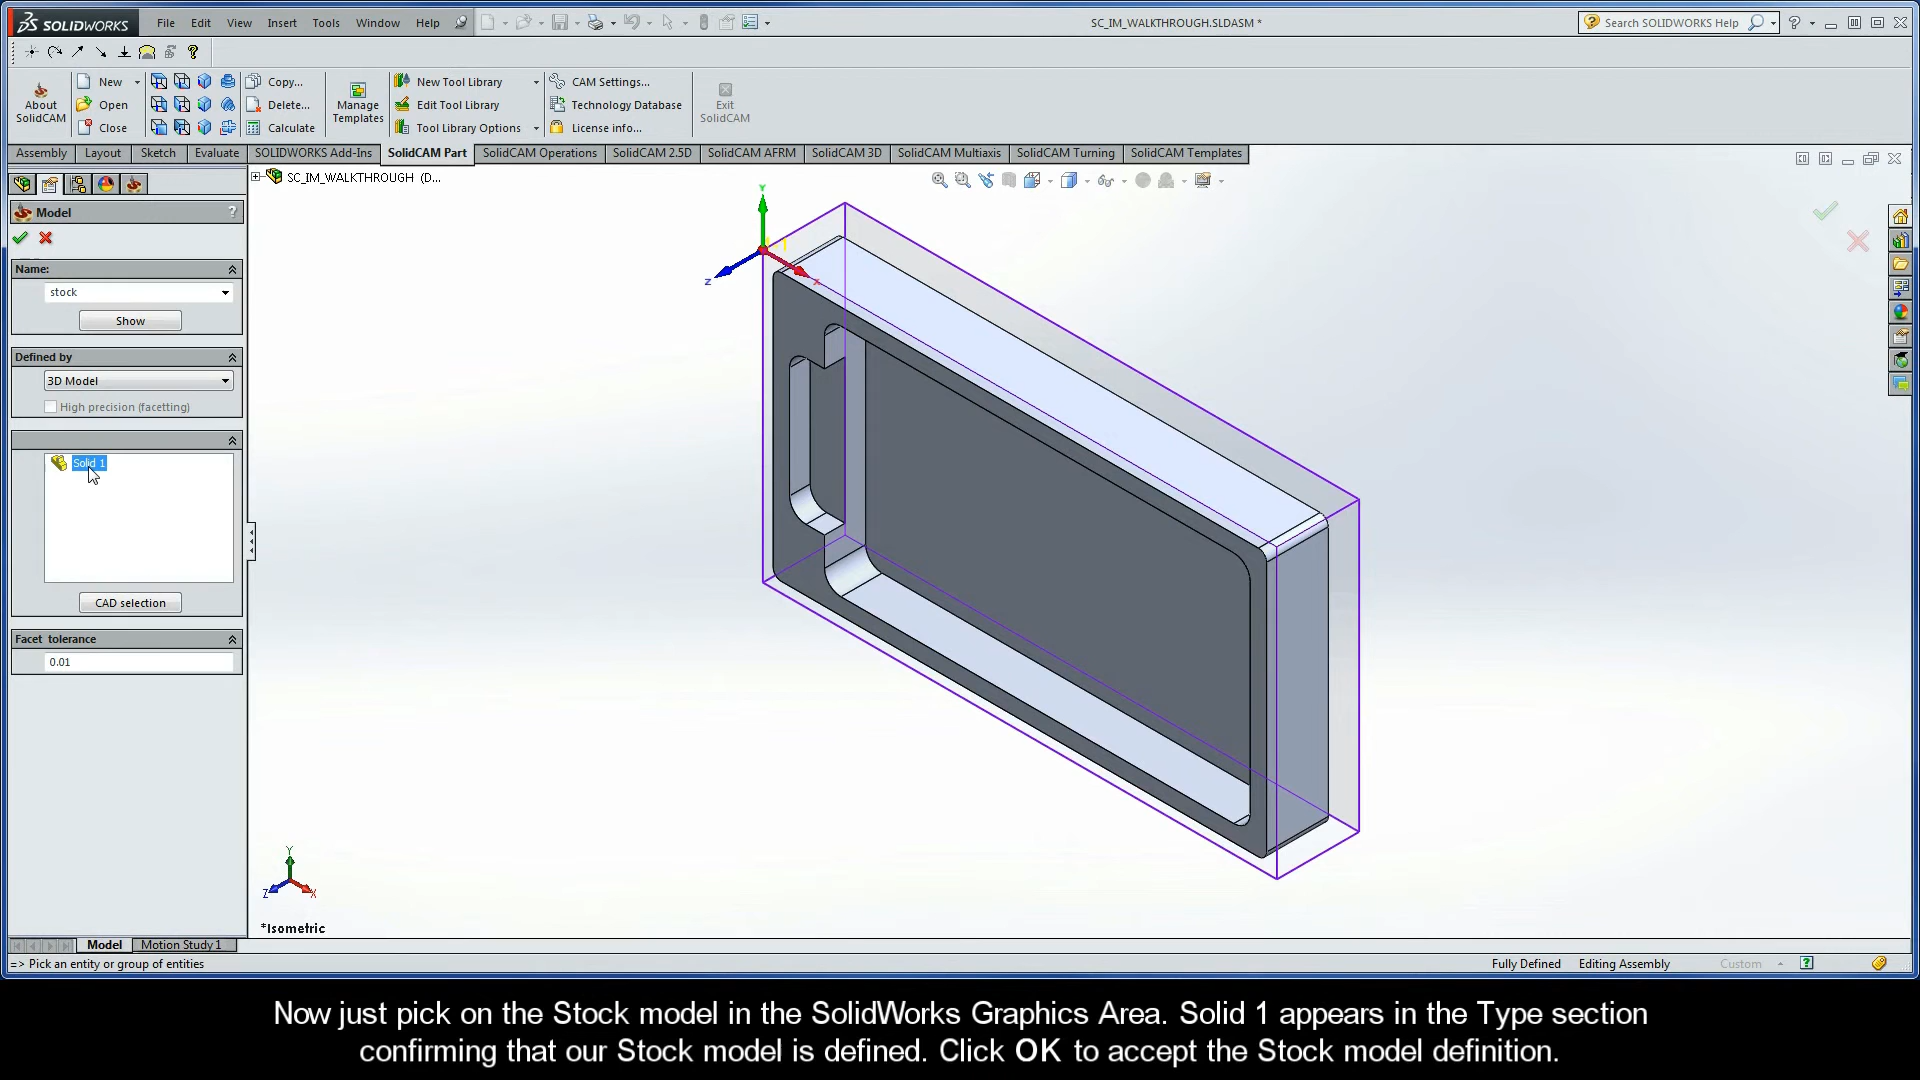 SOLIDWORKS File Edit View Insert Tools Window Help SC_IM_WALKTHROUGH.SLDASM * Search SOLIDWORKS Help
About SolidCAM
New
Open
Close
Copy...
Delete...
Calculate
Manage Templates
New Tool Library
Edit Tool Library
Tool Library Options
CAM Settings...
Technology Database
License info...
Exit SolidCAM
Assembly Layout Sketch Evaluate SOLIDWORKS Add-Ins SolidCAM Part SolidCAM Operations SolidCAM 2.5D SolidCAM AFRM SolidCAM 3D SolidCAM Multiaxis SolidCAM Turning SolidCAM Templates
SC_IM_WALKTHROUGH (D...
Model ?
Name:
stock
Show
Defined by
3D Model
High precision (facetting)
Solid 1
CAD selection
Facet tolerance
0.01
Y
Z
X
Y
Z
X
*Isometric
Model Motion Study 1
=> Pick an entity or group of entities Fully Defined Editing Assembly Custom
Now just pick on the Stock model in the SolidWorks Graphics Area. Solid 1 appears in the Type section
confirming that our Stock model is defined. Click OK to accept the Stock model definition.